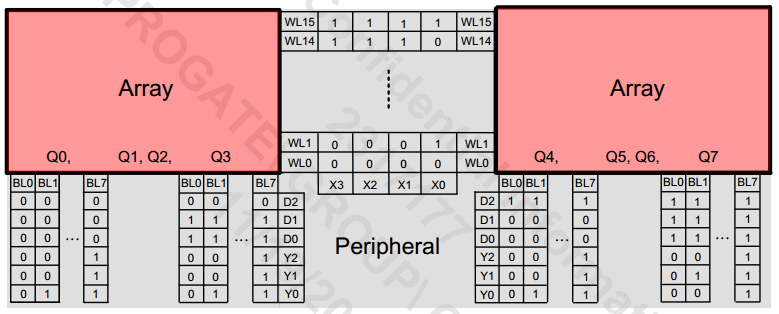 WL15 1 1 1 1 WL15
WL14 1 1 1 0 WL14
Array
Array
WL1 0 0 0 1 WL1
WL0 0 0 0 0 WL0
X3 X2 X1 X0
Q0, Q1, Q2, Q3
Q4, Q5, Q6, Q7
BL0 BL1 BL7 BL0 BL1 BL7
0 0 0 0 0 0 D2
0 0 0 1 1 1 D1
0 0 ... 0 1 1 ... 1 D0
0 0 1 0 0 1 Y2
0 0 1 0 0 1 Y1
0 1 1 0 1 1 Y0
Peripheral
BL0 BL1 BL7 BL0 BL1 BL7
D2 1 1 1 1 1 1
D1 0 0 0 1 1 1
D0 0 0 ... 0 1 1 ... 1
Y2 0 0 1 0 0 1
Y1 0 0 1 0 1 1
Y0 0 1 1 0 0 1
PROGATE\GROUP\
Confidential Information